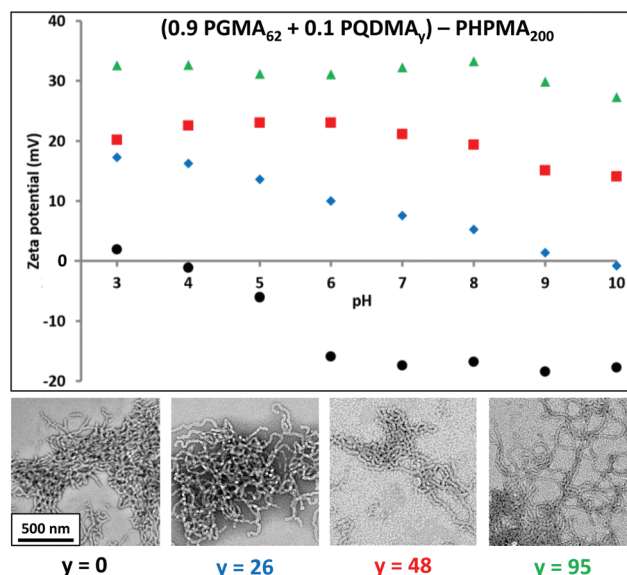 (0.9 PGMA₆₂ + 0.1 PQDMAᵧ) – PHPMA₂₀₀
Zeta potential (mV)
40
30
20
10
0
-10
-20
3 4 5 6 7 8 9 10
pH
500 nm
y = 0 y = 26 y = 48 y = 95